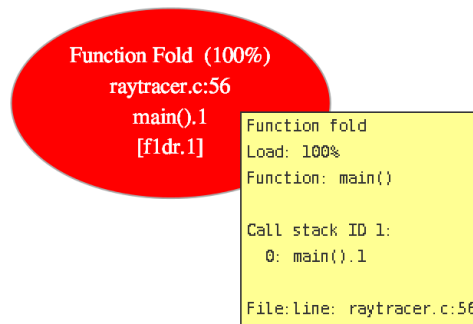 Function Fold (100%)
raytracer.c:56
main().1
[f1dr.1]
Function fold
Load: 100%
Function: main()
Call stack ID 1:
0: main().1
File:line: raytracer.c:56